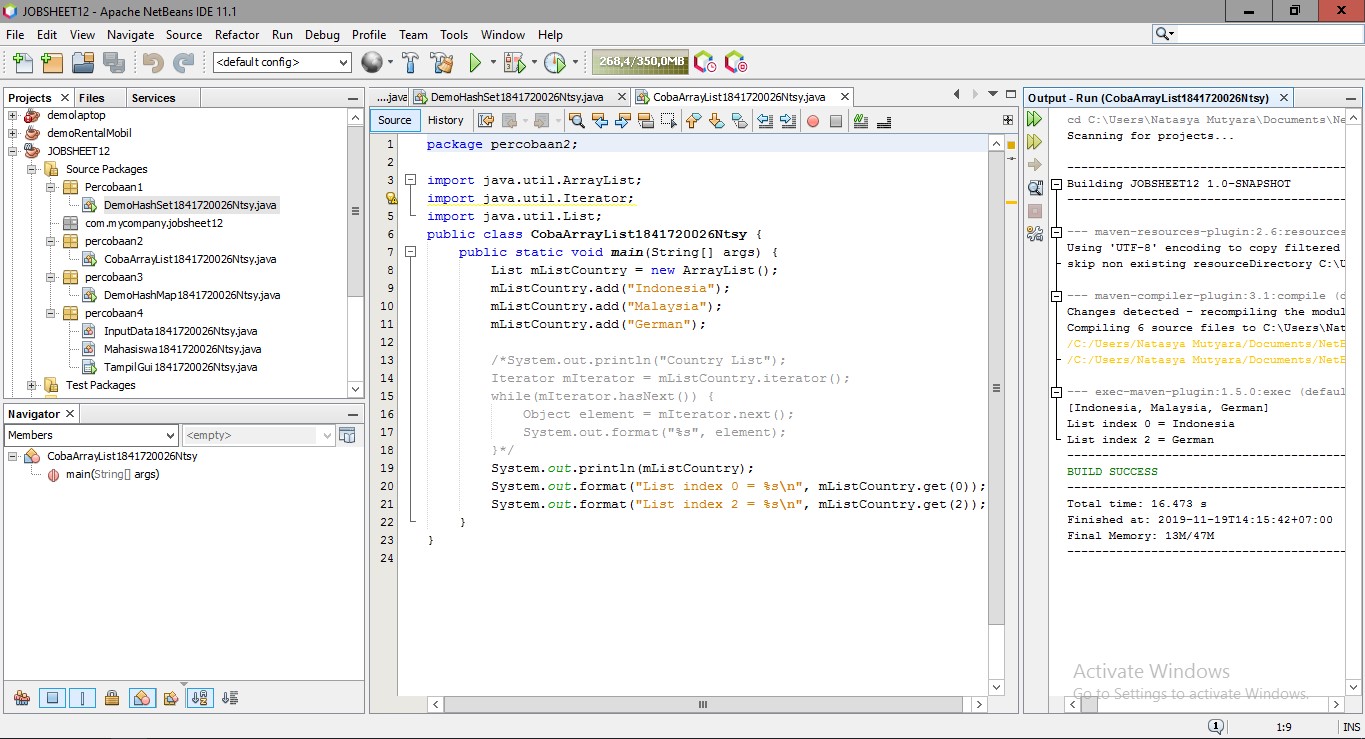 JOBSHEET12 - Apache NetBeans IDE 11.1
File Edit View Navigate Source Refactor Run Debug Profile Team Tools Window Help
<default config>
268,4/350,0MB
Projects Files Services
demolaptop
demoRentalMobil
JOBSHEET12
Source Packages
Percobaan1
DemoHashSet1841720026Ntsy.java
com.mycompany.jobsheet12
percobaan2
CobaArrayList1841720026Ntsy.java
percobaan3
DemoHashMap1841720026Ntsy.java
percobaan4
InputData1841720026Ntsy.java
Mahasiswa1841720026Ntsy.java
TampilGui1841720026Ntsy.java
Test Packages
Navigator
Members
<empty>
CobaArrayList1841720026Ntsy
main(String[] args)
....java DemoHashSet1841720026Ntsy.java CobaArrayList1841720026Ntsy.java
Source History
1 package percobaan2;
2
3 import java.util.ArrayList;
import java.util.Iterator;
5 import java.util.List;
6 public class CobaArrayList1841720026Ntsy {
7 public static void main(String[] args) {
8 List mListCountry = new ArrayList();
9 mListCountry.add("Indonesia");
10 mListCountry.add("Malaysia");
11 mListCountry.add("German");
12
13 /*System.out.println("Country List");
14 Iterator mIterator = mListCountry.iterator();
15 while(mIterator.hasNext()) {
16 Object element = mIterator.next();
17 System.out.format("%s", element);
18 }*/
19 System.out.println(mListCountry);
20 System.out.format("List index 0 = %s\n", mListCountry.get(0));
21 System.out.format("List index 2 = %s\n", mListCountry.get(2));
22 }
23 }
24
Output - Run (CobaArrayList1841720026Ntsy)
cd C:\Users\Natasya Mutyara\Documents\Ne
Scanning for projects...
Building JOBSHEET12 1.0-SNAPSHOT
--- maven-resources-plugin:2.6:resources
Using 'UTF-8' encoding to copy filtered
skip non existing resourceDirectory C:\U
--- maven-compiler-plugin:3.1:compile (d
Changes detected - recompiling the modul
Compiling 6 source files to C:\Users\Nat
/C:/Users/Natasya Mutyara/Documents/NetB
/C:/Users/Natasya Mutyara/Documents/NetB
--- exec-maven-plugin:1.5.0:exec (defaul
[Indonesia, Malaysia, German]
List index 0 = Indonesia
List index 2 = German
BUILD SUCCESS
Total time: 16.473 s
Finished at: 2019-11-19T14:15:42+07:00
Final Memory: 13M/47M
Activate Windows
Go to Settings to activate Windows.
1 1:9 INS